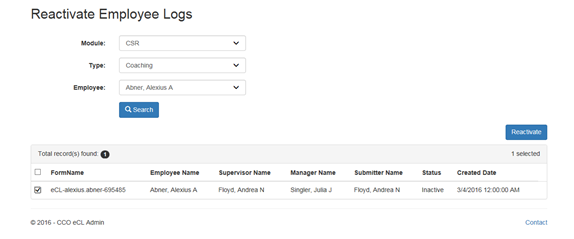 Reactivate Employee Logs
Module: CSR
Type: Coaching
Employee: Abner, Alexius A
Search
Reactivate
Total record(s) found: 1 1 selected
FormName Employee Name Supervisor Name Manager Name Submitter Name Status Created Date
eCL-alexius.abner-695485 Abner, Alexius A Floyd, Andrea N Singler, Julia J Floyd, Andrea N Inactive 3/4/2016 12:00:00 AM
© 2016 - CCO eCL Admin Contact